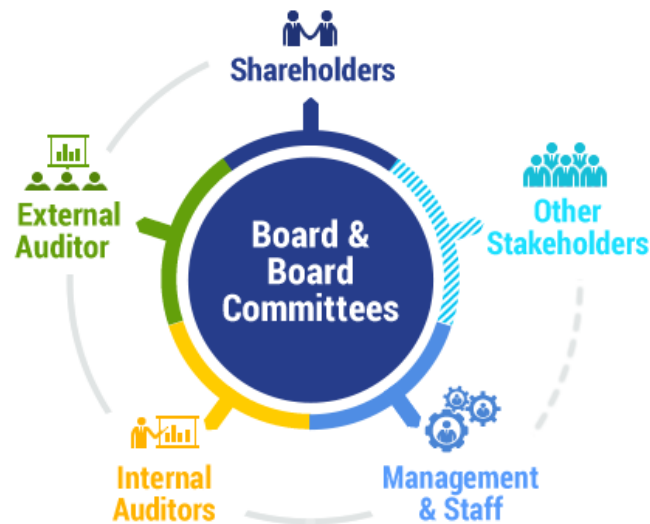 Shareholders
External
Auditor
Other
Stakeholders
Board &
Board
Committees
Internal
Auditors
Management
& Staff